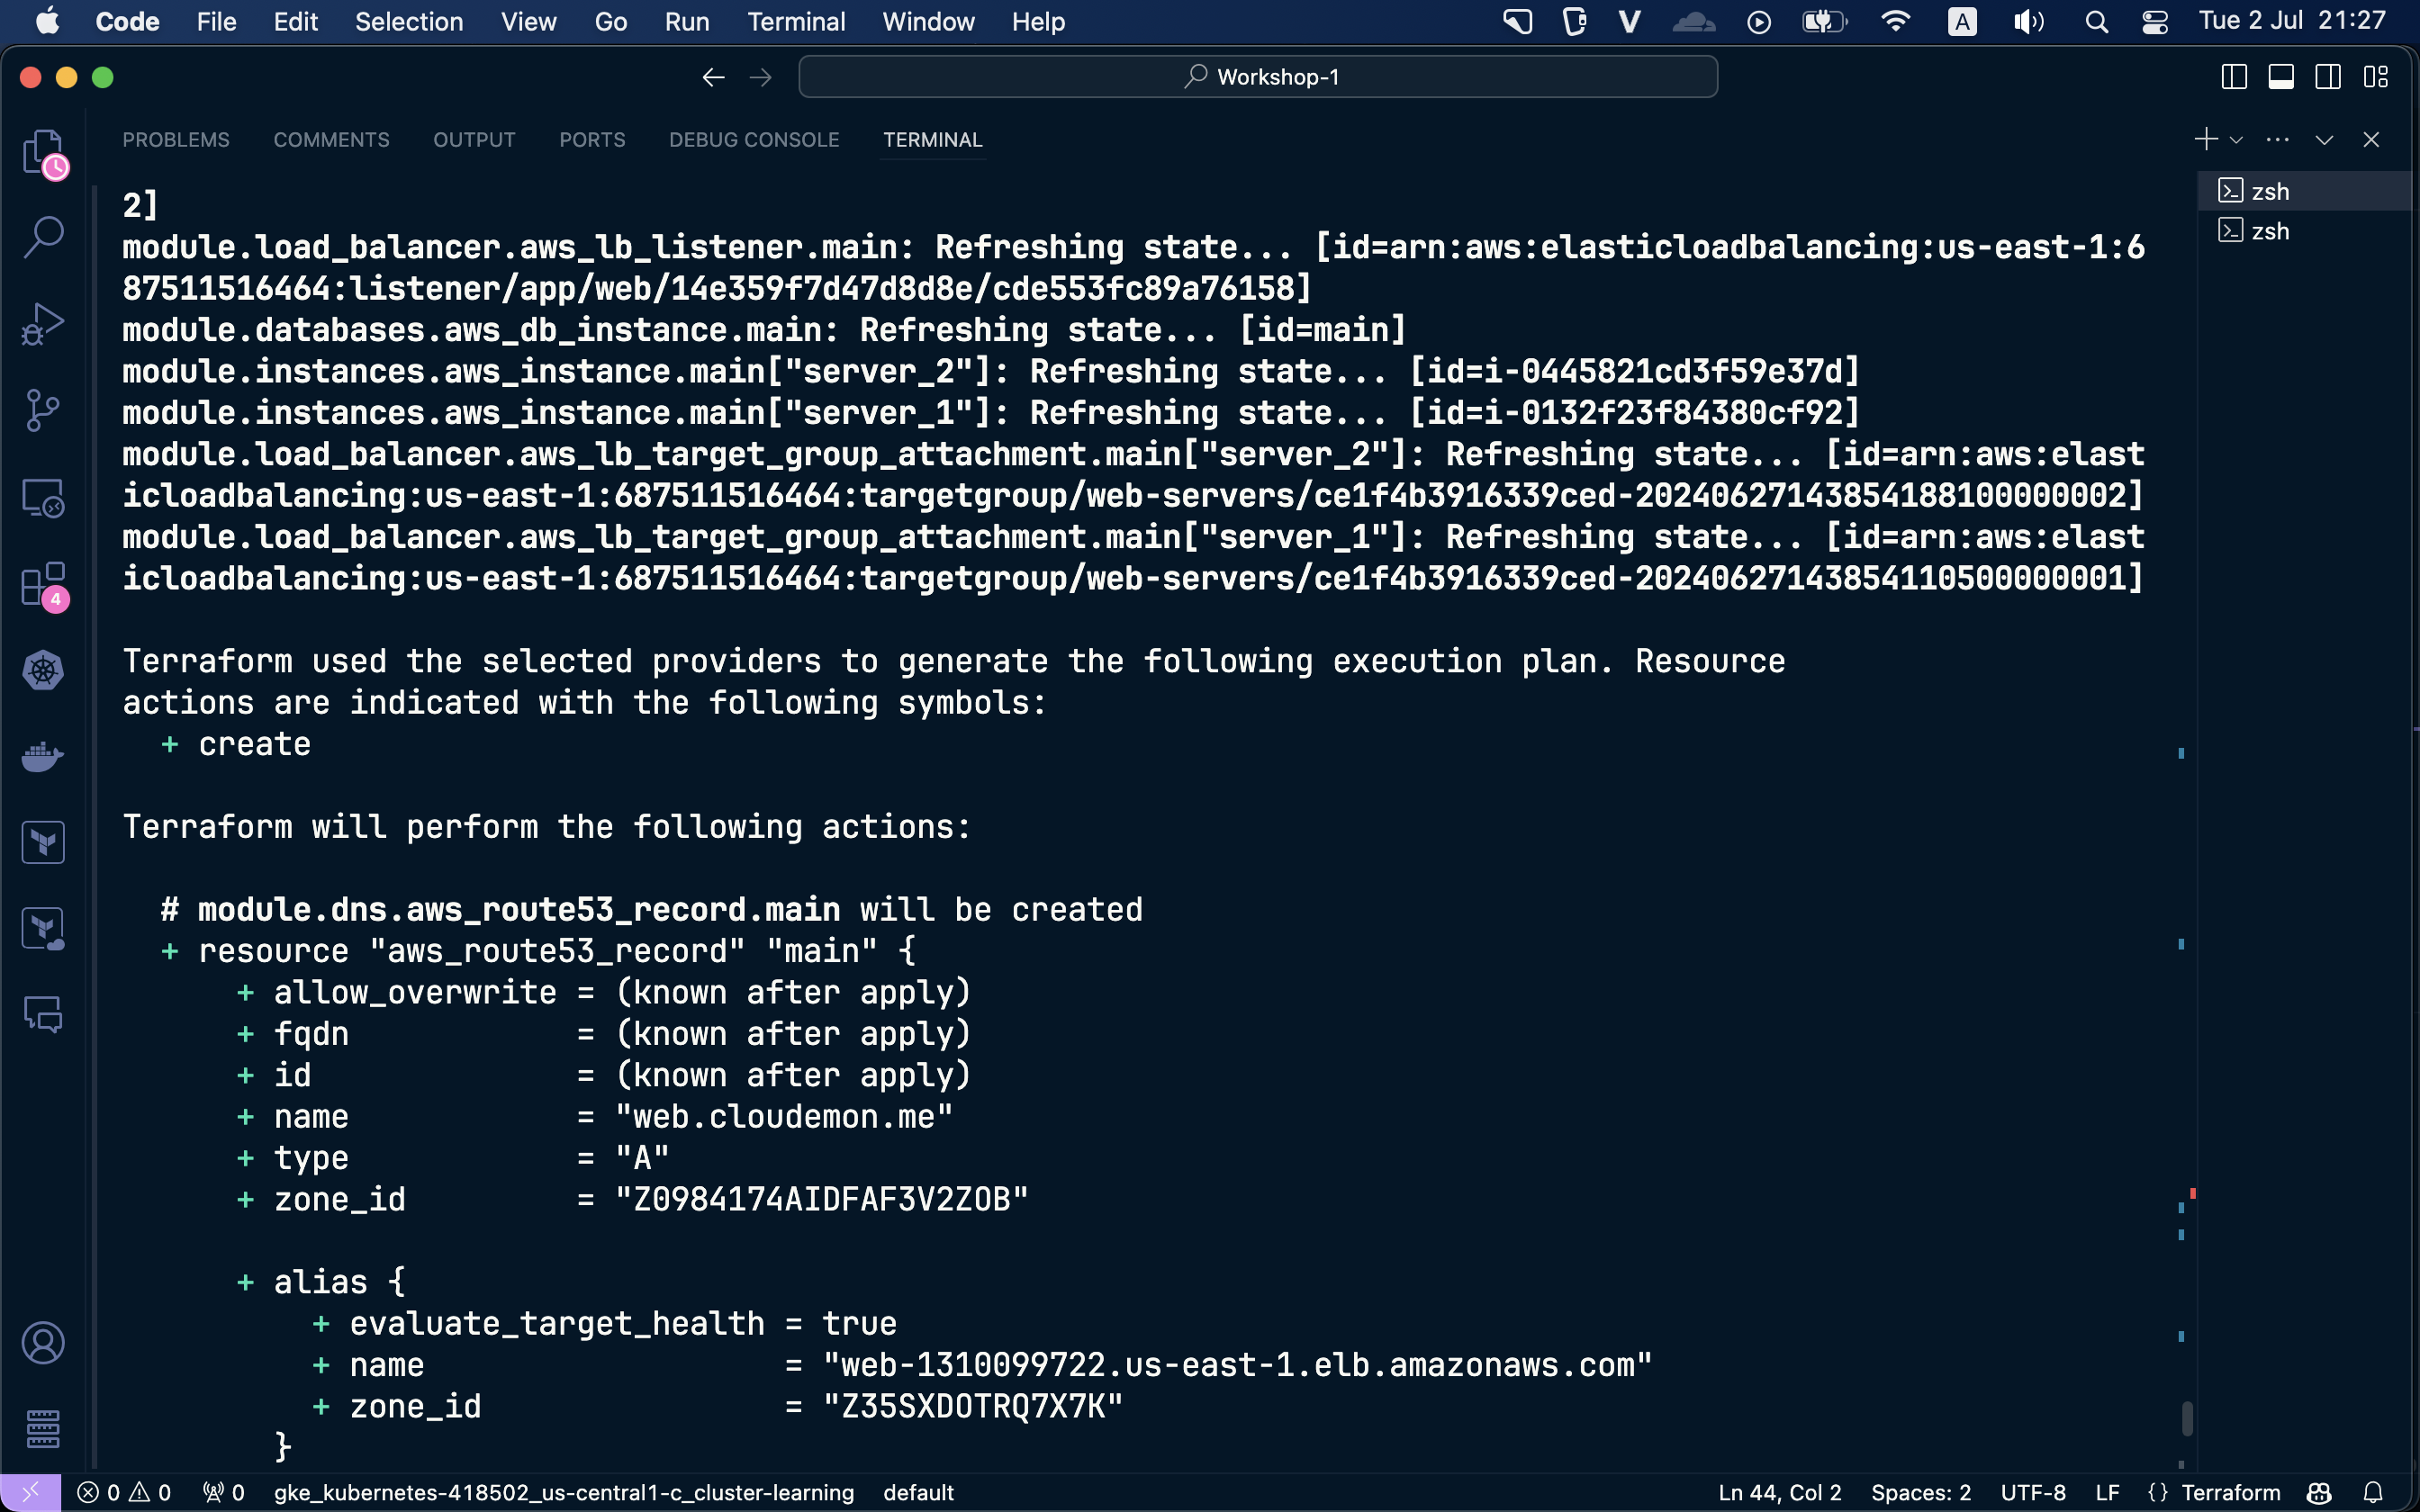 Code File Edit Selection View Go Run Terminal Window Help A Tue 2 Jul 21:27
Workshop-1
PROBLEMS COMMENTS OUTPUT PORTS DEBUG CONSOLE TERMINAL
zsh
zsh
2]
module.load_balancer.aws_lb_listener.main: Refreshing state... [id=arn:aws:elasticloadbalancing:us-east-1:6
87511516464:listener/app/web/14e359f7d47d8d8e/cde553fc89a76158]
module.databases.aws_db_instance.main: Refreshing state... [id=main]
module.instances.aws_instance.main["server_2"]: Refreshing state... [id=i-0445821cd3f59e37d]
module.instances.aws_instance.main["server_1"]: Refreshing state... [id=i-0132f23f84380cf92]
module.load_balancer.aws_lb_target_group_attachment.main["server_2"]: Refreshing state... [id=arn:aws:elast
icloadbalancing:us-east-1:687511516464:targetgroup/web-servers/ce1f4b3916339ced-20240627143854188100000002]
module.load_balancer.aws_lb_target_group_attachment.main["server_1"]: Refreshing state... [id=arn:aws:elast
icloadbalancing:us-east-1:687511516464:targetgroup/web-servers/ce1f4b3916339ced-20240627143854110500000001]
Terraform used the selected providers to generate the following execution plan. Resource
actions are indicated with the following symbols:
+ create
Terraform will perform the following actions:
# module.dns.aws_route53_record.main will be created
+ resource "aws_route53_record" "main" {
+ allow_overwrite = (known after apply)
+ fqdn = (known after apply)
+ id = (known after apply)
+ name = "web.cloudemon.me"
+ type = "A"
+ zone_id = "Z0984174AIDFAF3V2ZOB"
+ alias {
+ evaluate_target_health = true
+ name = "web-1310099722.us-east-1.elb.amazonaws.com"
+ zone_id = "Z35SXDOTRQ7X7K"
}
4
0 0 0 gke_kubernetes-418502_us-central1-c_cluster-learning default Ln 44, Col 2 Spaces: 2 UTF-8 LF {} Terraform